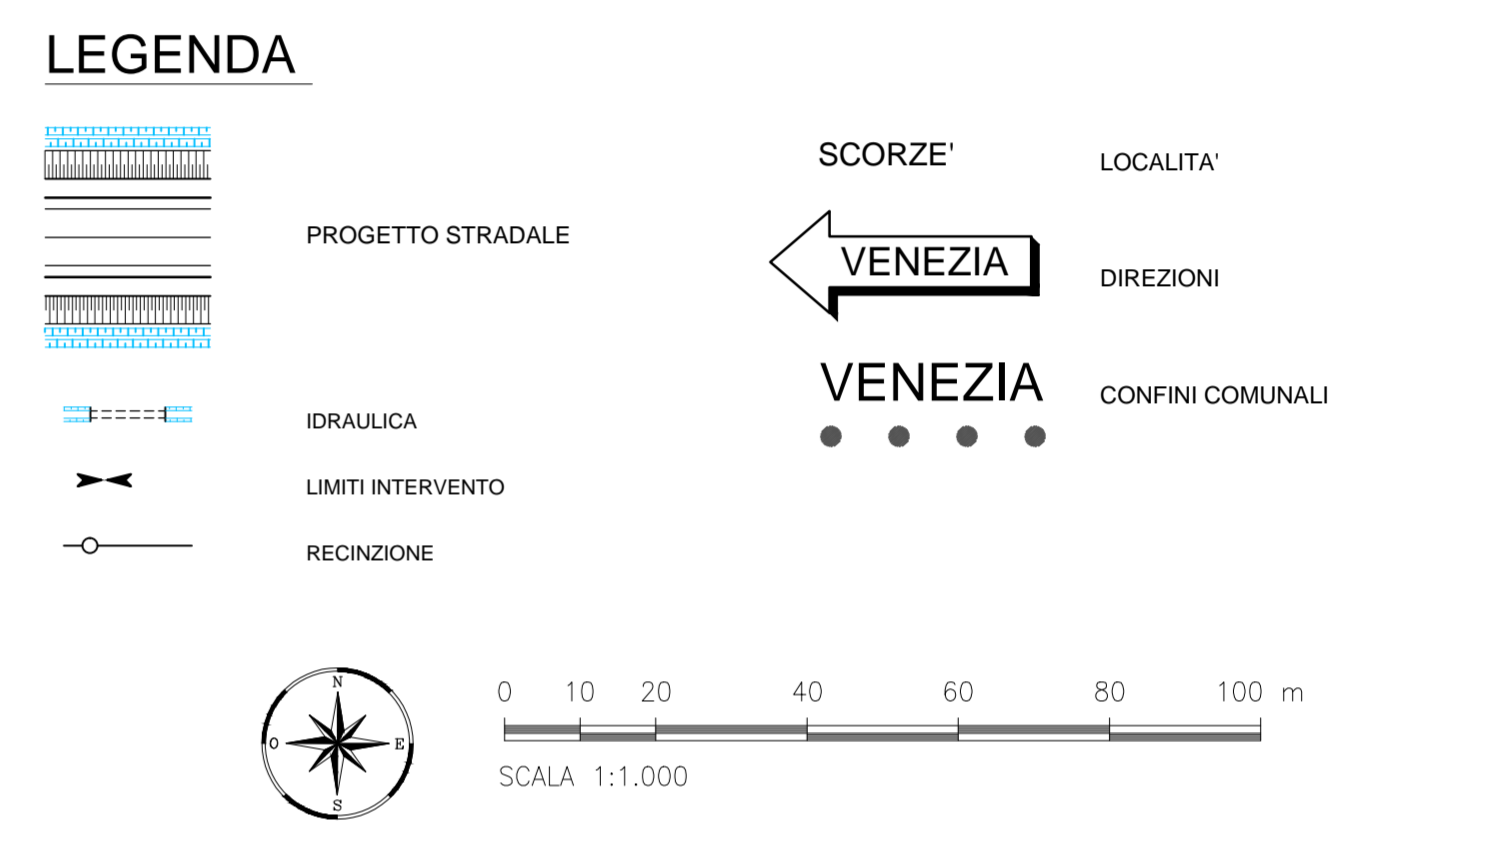 LEGENDA
PROGETTO STRADALE
IDRAULICA
LIMITI INTERVENTO
RECINZIONE
SCORZE' LOCALITA'
VENEZIA DIREZIONI
VENEZIA CONFINI COMUNALI
N
O E
S
0 10 20 40 60 80 100 m
SCALA 1:1.000